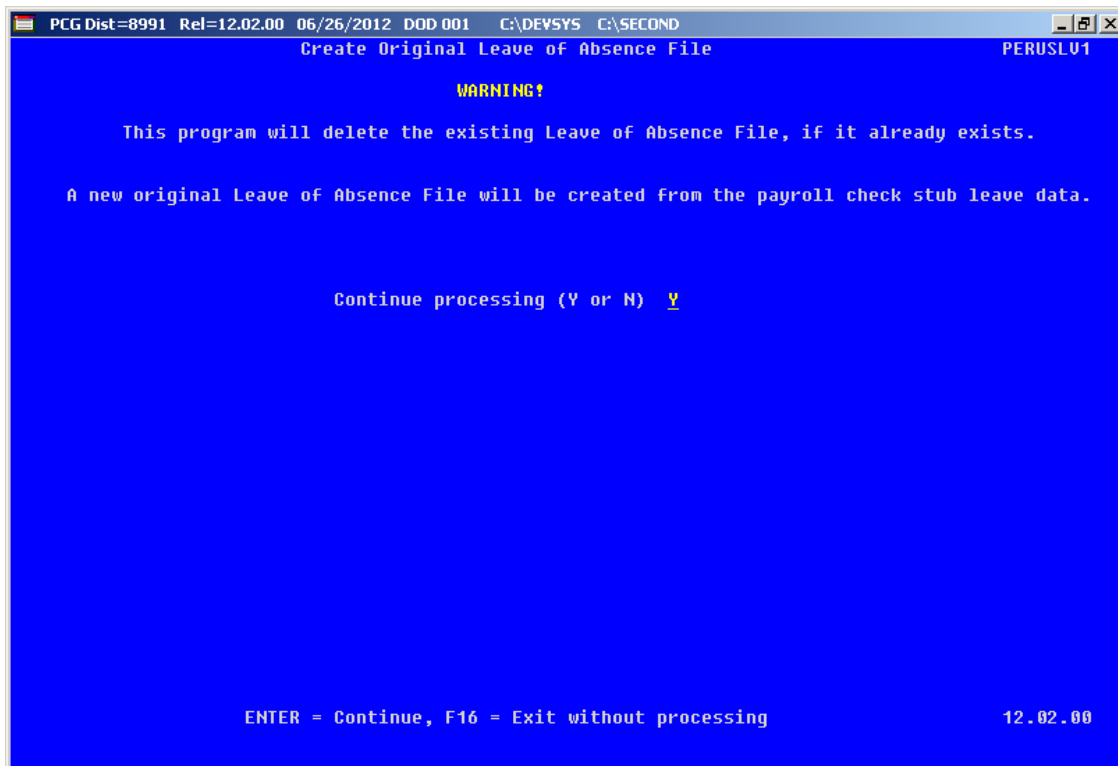 PCG Dist=8991 Rel=12.02.00 06/26/2012 DOD 001 C:\DEVSYS C:\SECOND
Create Original Leave of Absence File PERUSLV1
WARNING!
This program will delete the existing Leave of Absence File, if it already exists.
A new original Leave of Absence File will be created from the payroll check stub leave data.
Continue processing (Y or N) Y
ENTER = Continue, F16 = Exit without processing 12.02.00